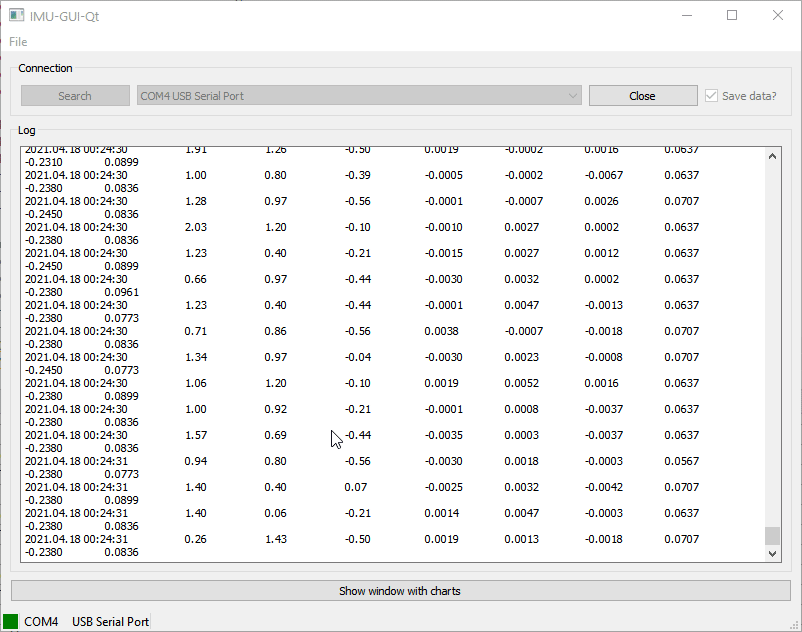 IMU-GUI-Qt
File
Connection
Search
COM4 USB Serial Port
Close
Save data?
Log
2021.04.18 00:24:30 1.91 1.26 -0.50 0.0019 -0.0002 0.0016 0.0637
-0.2310 0.0899
2021.04.18 00:24:30 1.00 0.80 -0.39 -0.0005 -0.0002 -0.0067 0.0637
-0.2380 0.0836
2021.04.18 00:24:30 1.28 0.97 -0.56 -0.0001 -0.0007 0.0026 0.0707
-0.2450 0.0836
2021.04.18 00:24:30 2.03 1.20 -0.10 -0.0010 0.0027 0.0002 0.0637
-0.2380 0.0836
2021.04.18 00:24:30 1.23 0.40 -0.21 -0.0015 0.0027 0.0012 0.0637
-0.2450 0.0899
2021.04.18 00:24:30 0.66 0.97 -0.44 -0.0030 0.0032 0.0002 0.0637
-0.2380 0.0961
2021.04.18 00:24:30 1.23 0.40 -0.44 -0.0001 0.0047 -0.0013 0.0637
-0.2380 0.0773
2021.04.18 00:24:30 0.71 0.86 -0.56 0.0038 -0.0007 -0.0018 0.0707
-0.2380 0.0836
2021.04.18 00:24:30 1.34 0.97 -0.04 -0.0030 0.0023 -0.0008 0.0707
-0.2450 0.0773
2021.04.18 00:24:30 1.06 1.20 -0.10 0.0019 0.0052 0.0016 0.0637
-0.2380 0.0899
2021.04.18 00:24:30 1.00 0.92 -0.21 -0.0001 0.0008 -0.0037 0.0637
-0.2380 0.0836
2021.04.18 00:24:30 1.57 0.69 -0.44 -0.0035 0.0003 -0.0037 0.0637
-0.2380 0.0836
2021.04.18 00:24:31 0.94 0.80 -0.56 -0.0030 0.0018 -0.0003 0.0567
-0.2380 0.0773
2021.04.18 00:24:31 1.40 0.40 0.07 -0.0025 0.0032 -0.0042 0.0707
-0.2380 0.0899
2021.04.18 00:24:31 1.40 0.06 -0.21 0.0014 0.0047 -0.0003 0.0637
-0.2380 0.0836
2021.04.18 00:24:31 0.26 1.43 -0.50 0.0019 0.0013 -0.0018 0.0707
-0.2380 0.0836
Show window with charts
COM4 USB Serial Port